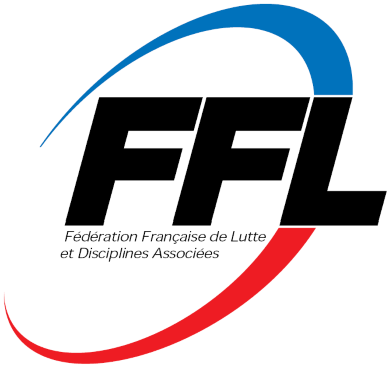 FFL
Fédération Française de Lutte
et Disciplines Associées